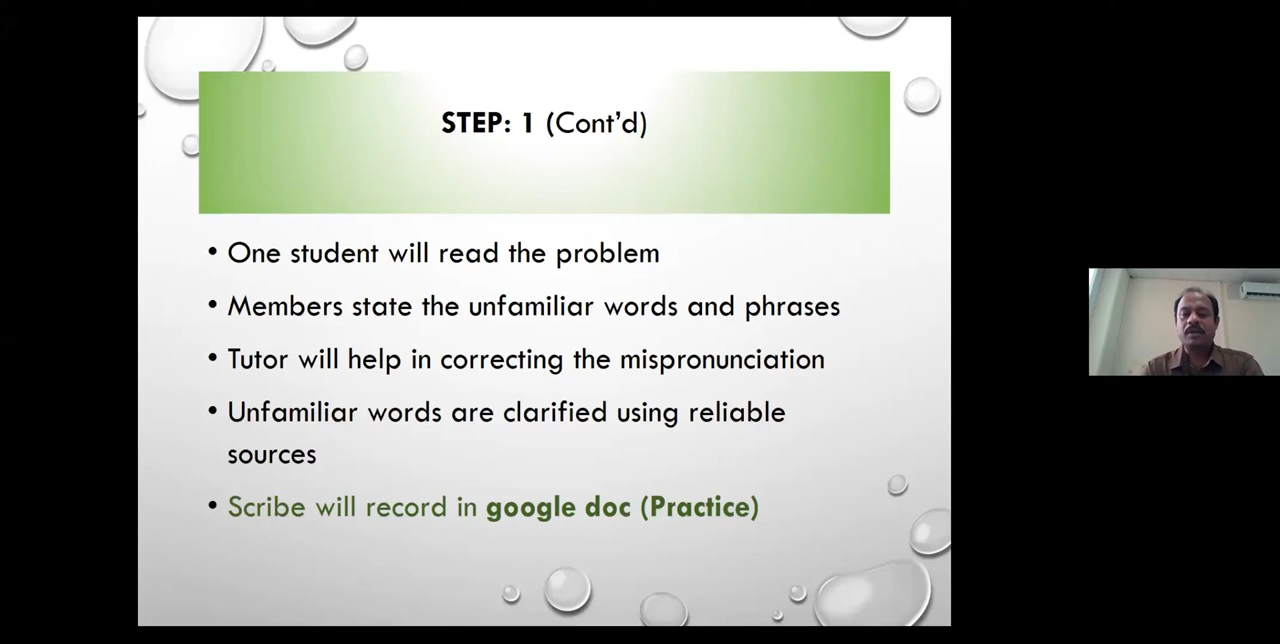 STEP: 1 (Cont’d)
• One student will read the problem
• Members state the unfamiliar words and phrases
• Tutor will help in correcting the mispronunciation
• Unfamiliar words are clarified using reliable
sources
• Scribe will record in google doc (Practice)